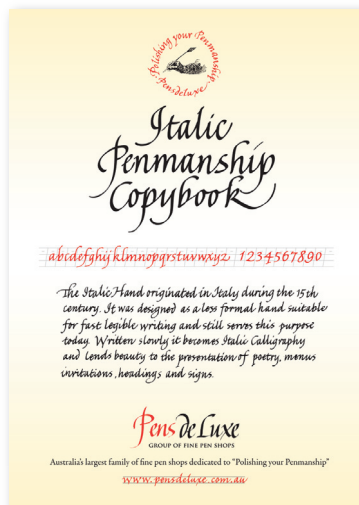 Polishing your Penmanship
Pensdeluxe
Italic
Penmanship
Copybook
abcdefghijklmnopqrstuvwxyz 1234567890
The Italic Hand originated in Italy during the 15th
century. It was designed as a less formal hand suitable
for fast legible writing and still serves this purpose
today. Written slowly it becomes Italic Calligraphy
and lends beauty to the presentation of poetry, menus
invitations, headings and signs.
Pens de Luxe
GROUP OF FINE PEN SHOPS
Australia's largest family of fine pen shops dedicated to "Polishing your Penmanship"
www.pensdeluxe.com.au